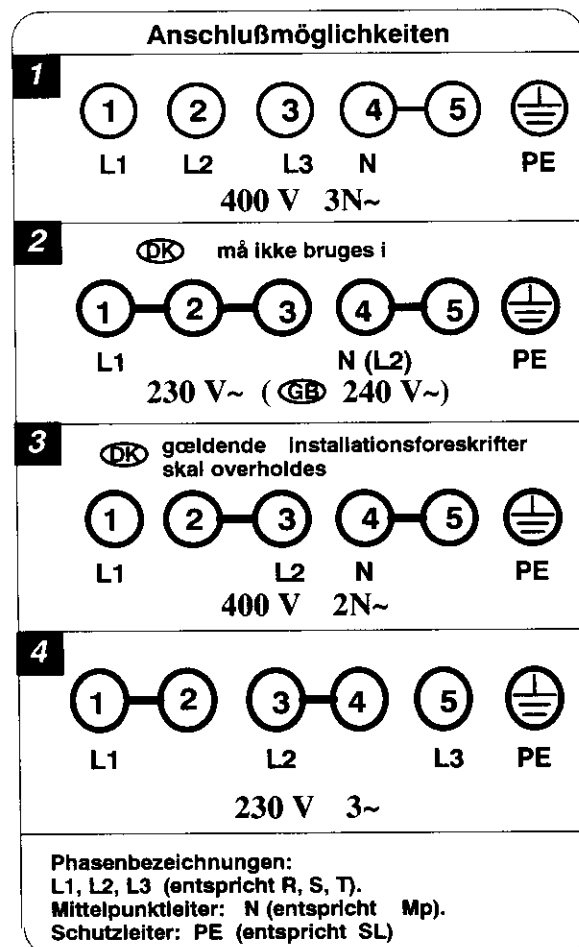 Anschlußmöglichkeiten
1
1 2 3 4 5
L1 L2 L3 N PE
400 V 3N~
2
DK må ikke bruges i
1 2 3 4 5
L1 N (L2) PE
230 V~ ( GB 240 V~)
3
DK gœldende installationsforeskrifter
skal overholdes
1 2 3 4 5
L1 L2 N PE
400 V 2N~
4
1 2 3 4 5
L1 L2 L3 PE
230 V 3~
Phasenbezeichnungen:
L1, L2, L3 (entspricht R, S, T).
Mittelpunktleiter: N (entspricht Mp).
Schutzleiter: PE (entspricht SL)